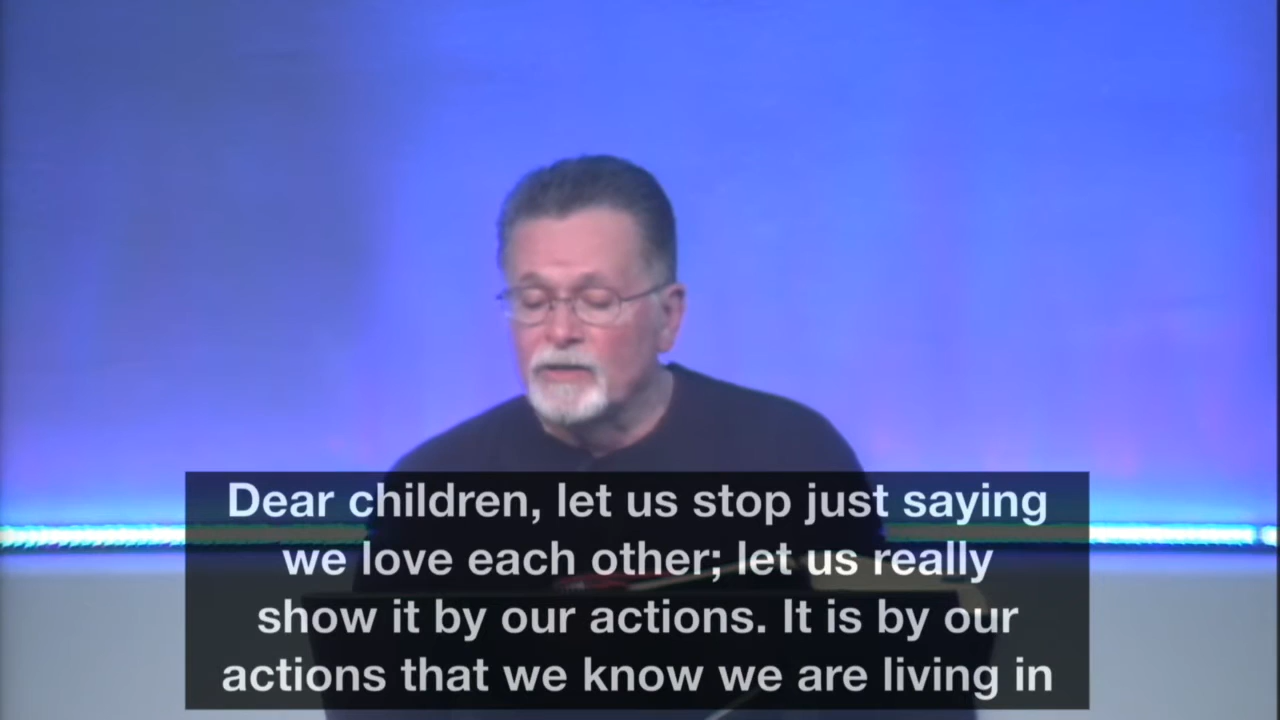 Dear children, let us stop just saying
we love each other; let us really
show it by our actions. It is by our
actions that we know we are living in